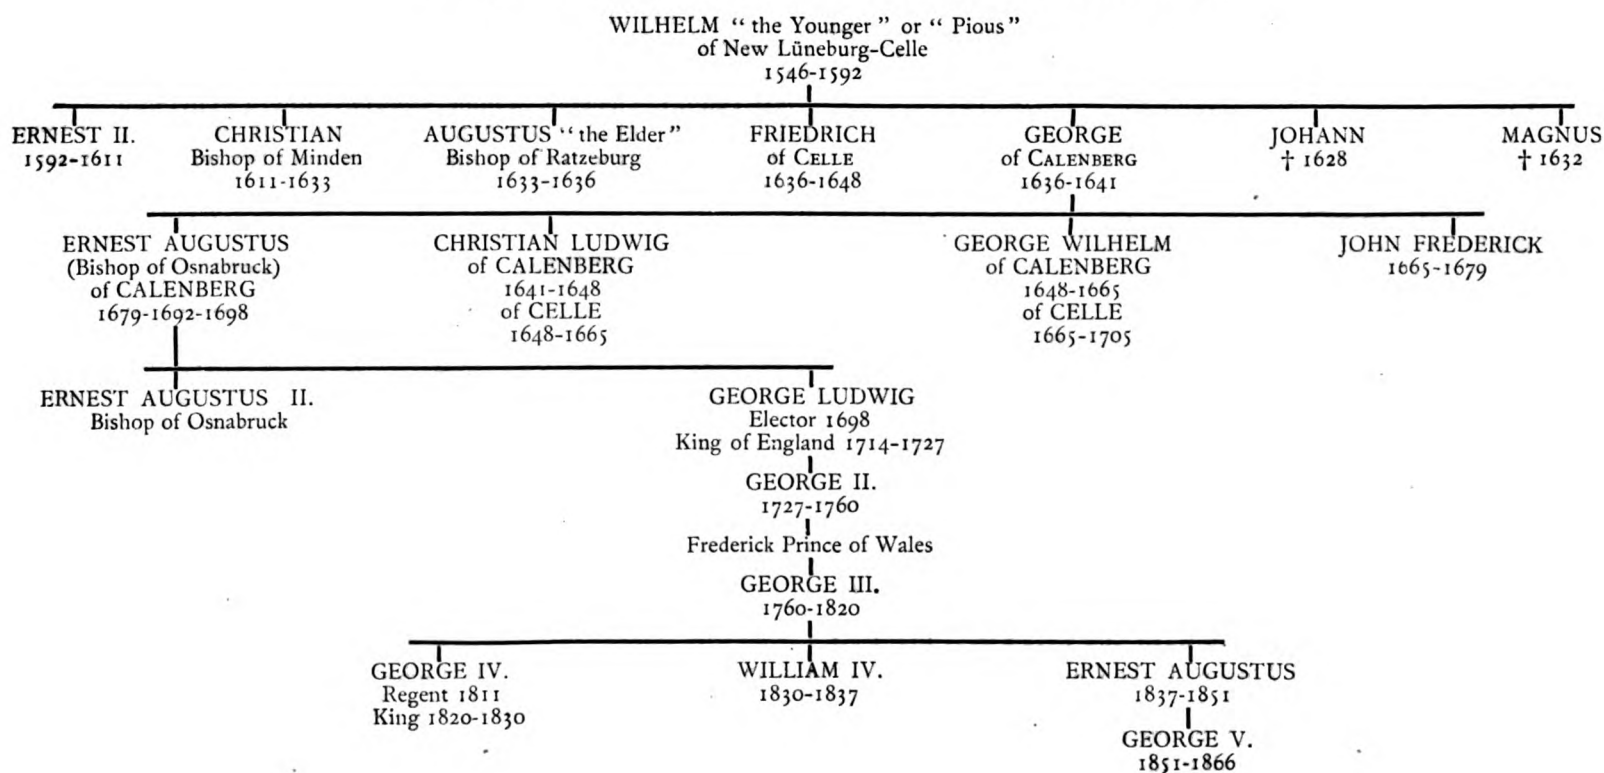 WILHELM “the Younger” or “Pious”
of New Lüneburg-Celle
1546-1592
ERNEST II.
1592-1611
CHRISTIAN
Bishop of Minden
1611-1633
AUGUSTUS “the Elder”
Bishop of Ratzeburg
1633-1636
FRIEDRICH
of CELLE
1636-1648
GEORGE
of CALENBERG
1636-1641
JOHANN
† 1628
MAGNUS
† 1632
ERNEST AUGUSTUS
(Bishop of Osnabruck)
of CALENBERG
1679-1692-1698
CHRISTIAN LUDWIG
of CALENBERG
1641-1648
of CELLE
1648-1665
GEORGE WILHELM
of CALENBERG
1648-1665
of CELLE
1665-1705
JOHN FREDERICK
1665-1679
ERNEST AUGUSTUS II.
Bishop of Osnabruck
GEORGE LUDWIG
Elector 1698
King of England 1714-1727
GEORGE II.
1727-1760
Frederick Prince of Wales
GEORGE III.
1760-1820
GEORGE IV.
Regent 1811
King 1820-1830
WILLIAM IV.
1830-1837
ERNEST AUGUSTUS
1837-1851
GEORGE V.
1851-1866